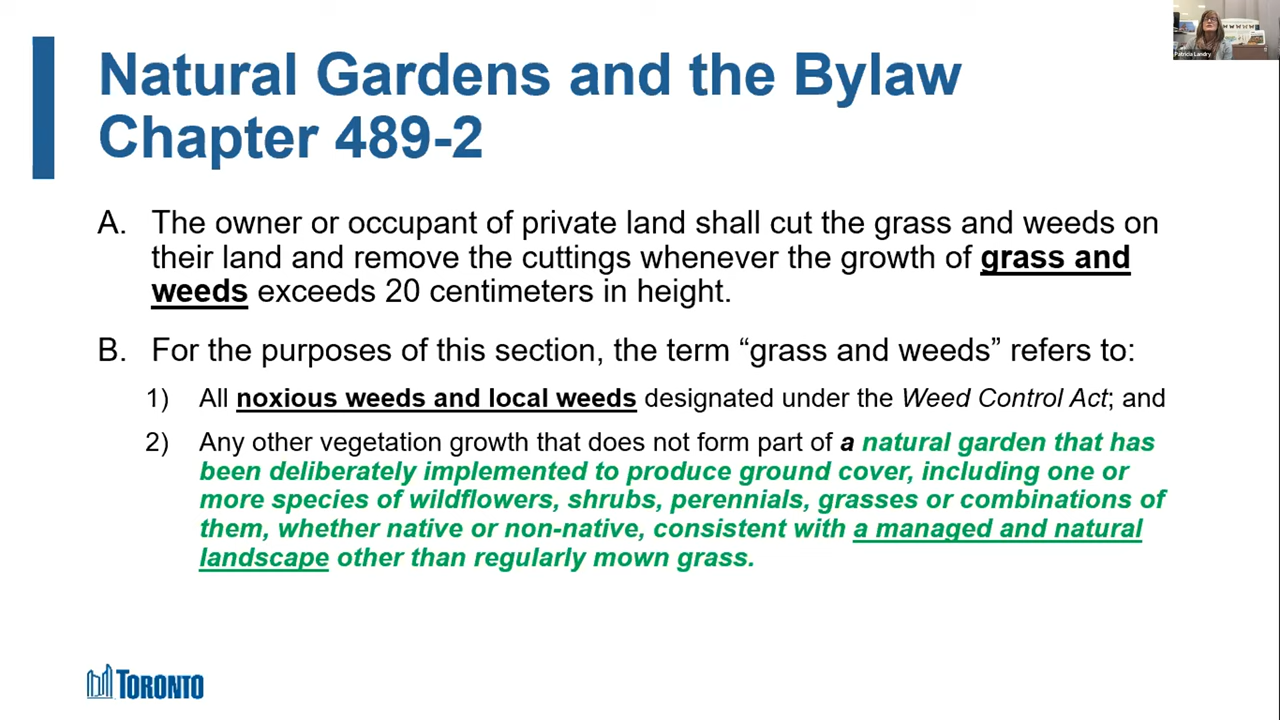 Patricia Landry
Natural Gardens and the Bylaw
Chapter 489-2
A. The owner or occupant of private land shall cut the grass and weeds on
their land and remove the cuttings whenever the growth of grass and
weeds exceeds 20 centimeters in height.
B. For the purposes of this section, the term “grass and weeds” refers to:
1) All noxious weeds and local weeds designated under the Weed Control Act; and
2) Any other vegetation growth that does not form part of a natural garden that has
been deliberately implemented to produce ground cover, including one or
more species of wildflowers, shrubs, perennials, grasses or combinations of
them, whether native or non-native, consistent with a managed and natural
landscape other than regularly mown grass.
TORONTO